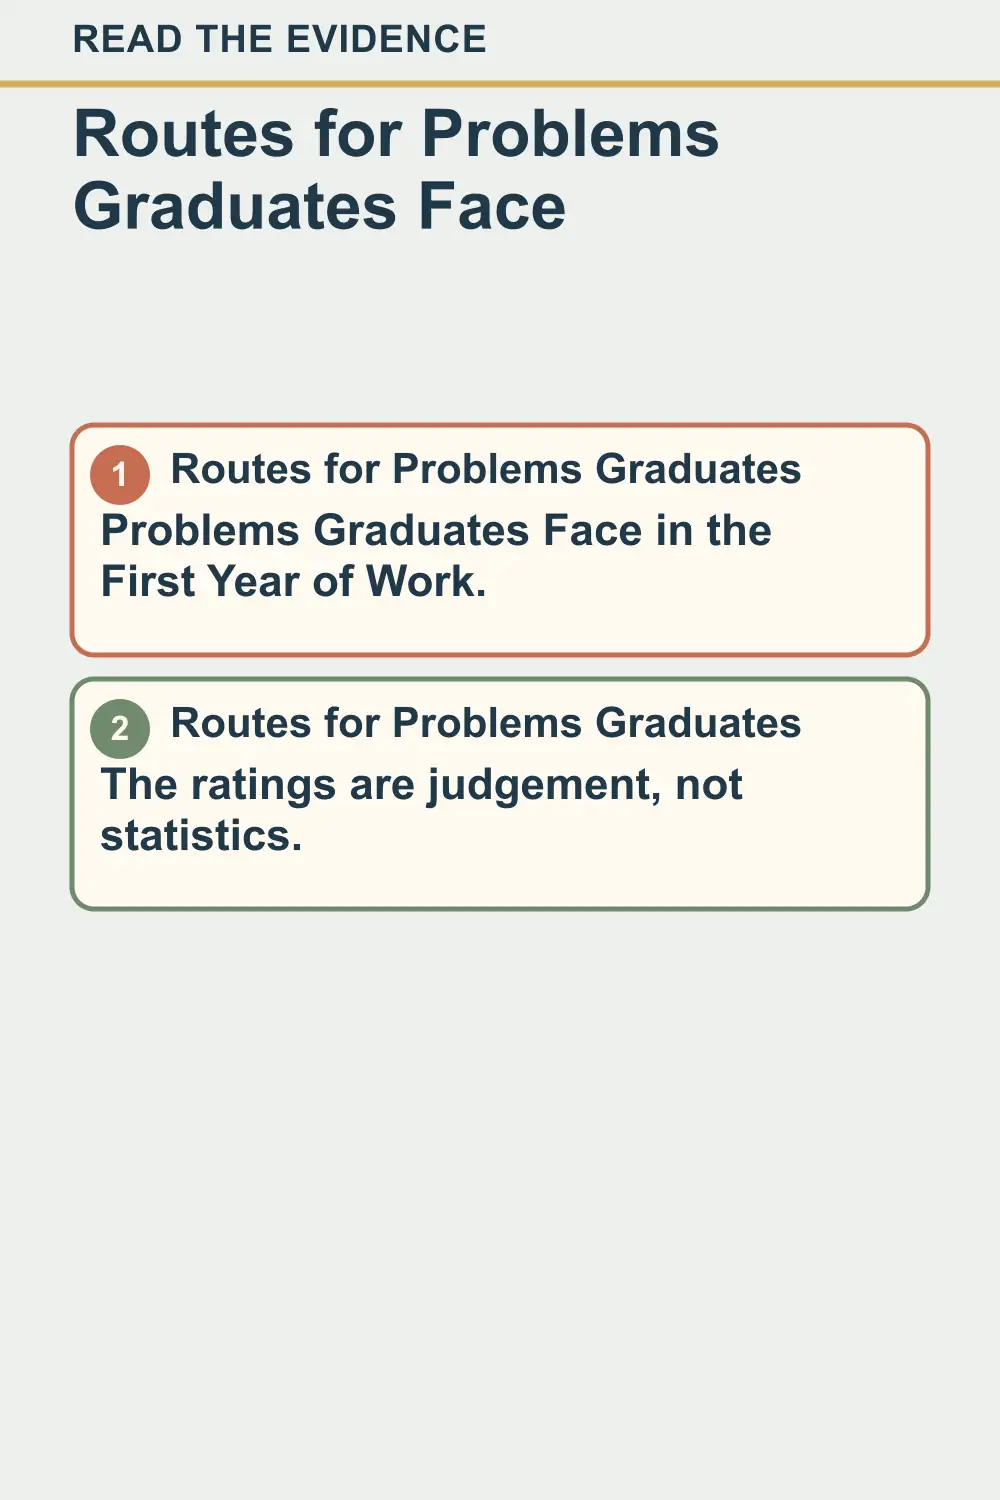 READ THE EVIDENCE
Routes for Problems
Graduates Face
1
Routes for Problems Graduates
Problems Graduates Face in the
First Year of Work.
2
Routes for Problems Graduates
The ratings are judgement, not
statistics.